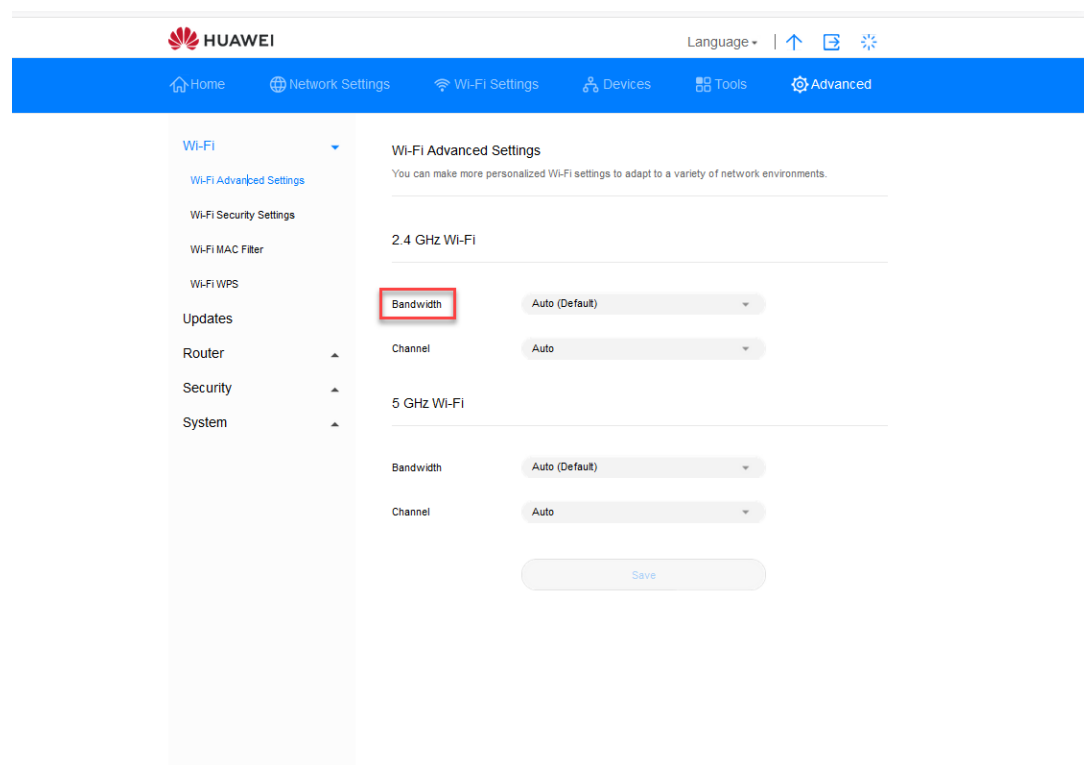 HUAWEI
Language
Home Network Settings Wi-Fi Settings Devices Tools Advanced
Wi-Fi
Wi-Fi Advanced Settings
Wi-Fi Security Settings
Wi-Fi MAC Filter
Wi-Fi WPS
Updates
Router
Security
System
Wi-Fi Advanced Settings
You can make more personalized Wi-Fi settings to adapt to a variety of network environments.
2.4 GHz Wi-Fi
Bandwidth Auto (Default)
Channel Auto
5 GHz Wi-Fi
Bandwidth Auto (Default)
Channel Auto
Save